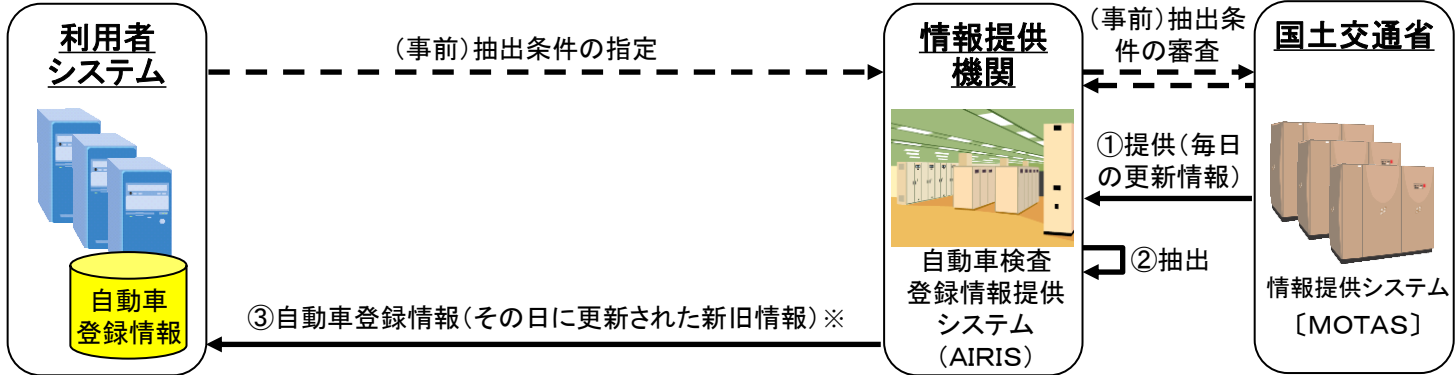 利用者
システム
自動車
登録情報
(事前)抽出条件の指定
③自動車登録情報(その日に更新された新旧情報)※
情報提供
機関
自動車検査
登録情報提供
システム
(AIRIS)
(事前)抽出条
件の審査
①提供(毎日
の更新情報)
②抽出
国土交通省
情報提供システム
〔MOTAS〕